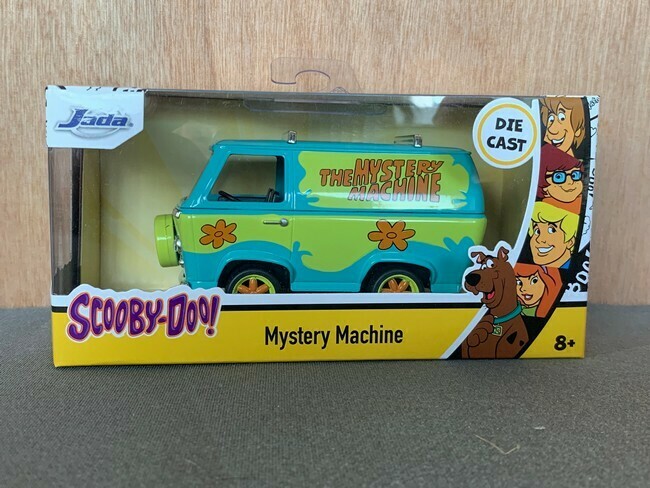 Jada
DIE
CAST
THE MYSTERY
MACHINE
SCOOBY-DOO!
Mystery Machine
8+